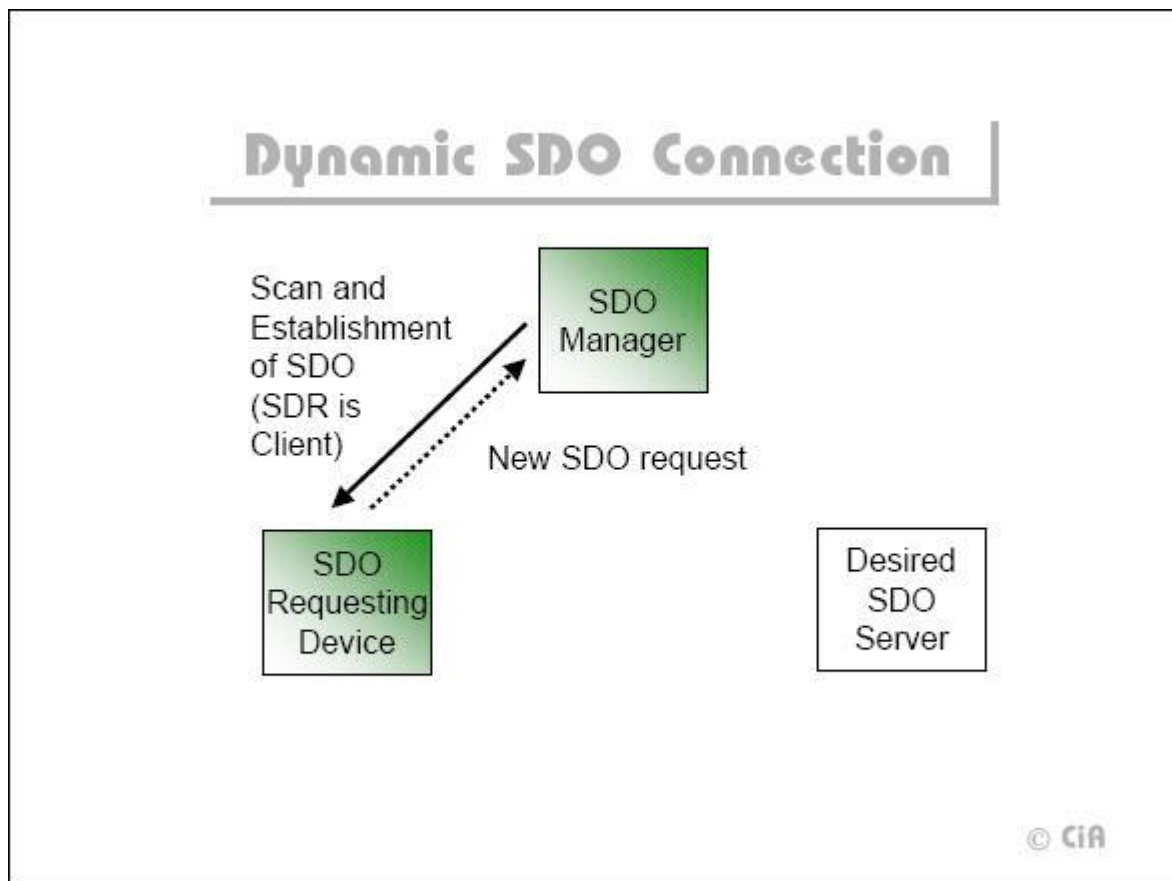 Dynamic SDO Connection
Scan and
Establishment
of SDO
(SDR is
Client)
SDO
Manager
New SDO request
SDO
Requesting
Device
Desired
SDO
Server
© CiA